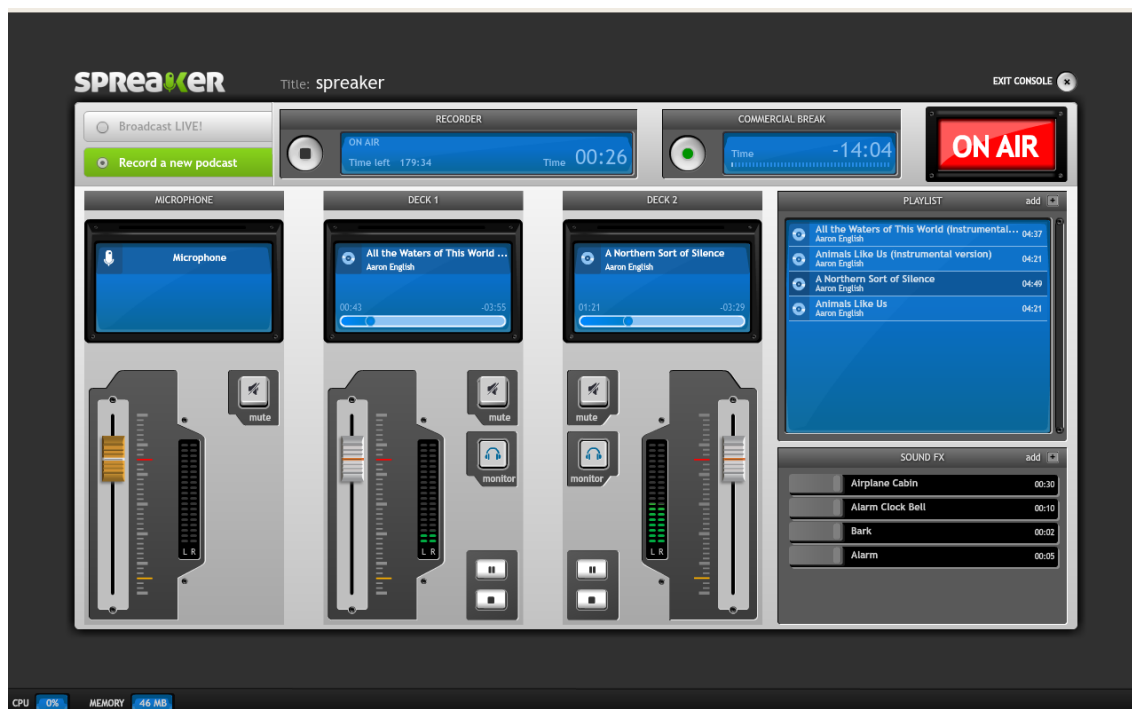 SPREAKER
Title: spreaker
EXIT CONSOLE
Broadcast LIVE!
Record a new podcast
RECORDER
ON AIR
Time left 179:34
Time 00:26
COMMERCIAL BREAK
Time -14:04
ON AIR
MICROPHONE
Microphone
mute
L R
DECK 1
All the Waters of This World ...
Aaron English
00:43 -03:55
mute
monitor
L R
DECK 2
A Northern Sort of Silence
Aaron English
01:21 -03:29
mute
monitor
L R
PLAYLIST add
All the Waters of This World (Instrumental... 04:37
Aaron English
Animals Like Us (Instrumental version) 04:21
Aaron English
A Northern Sort of Silence 04:49
Aaron English
Animals Like Us 04:21
Aaron English
SOUND FX add
Airplane Cabin 00:30
Alarm Clock Bell 00:10
Bark 00:02
Alarm 00:05
CPU 0% MEMORY 46 MB